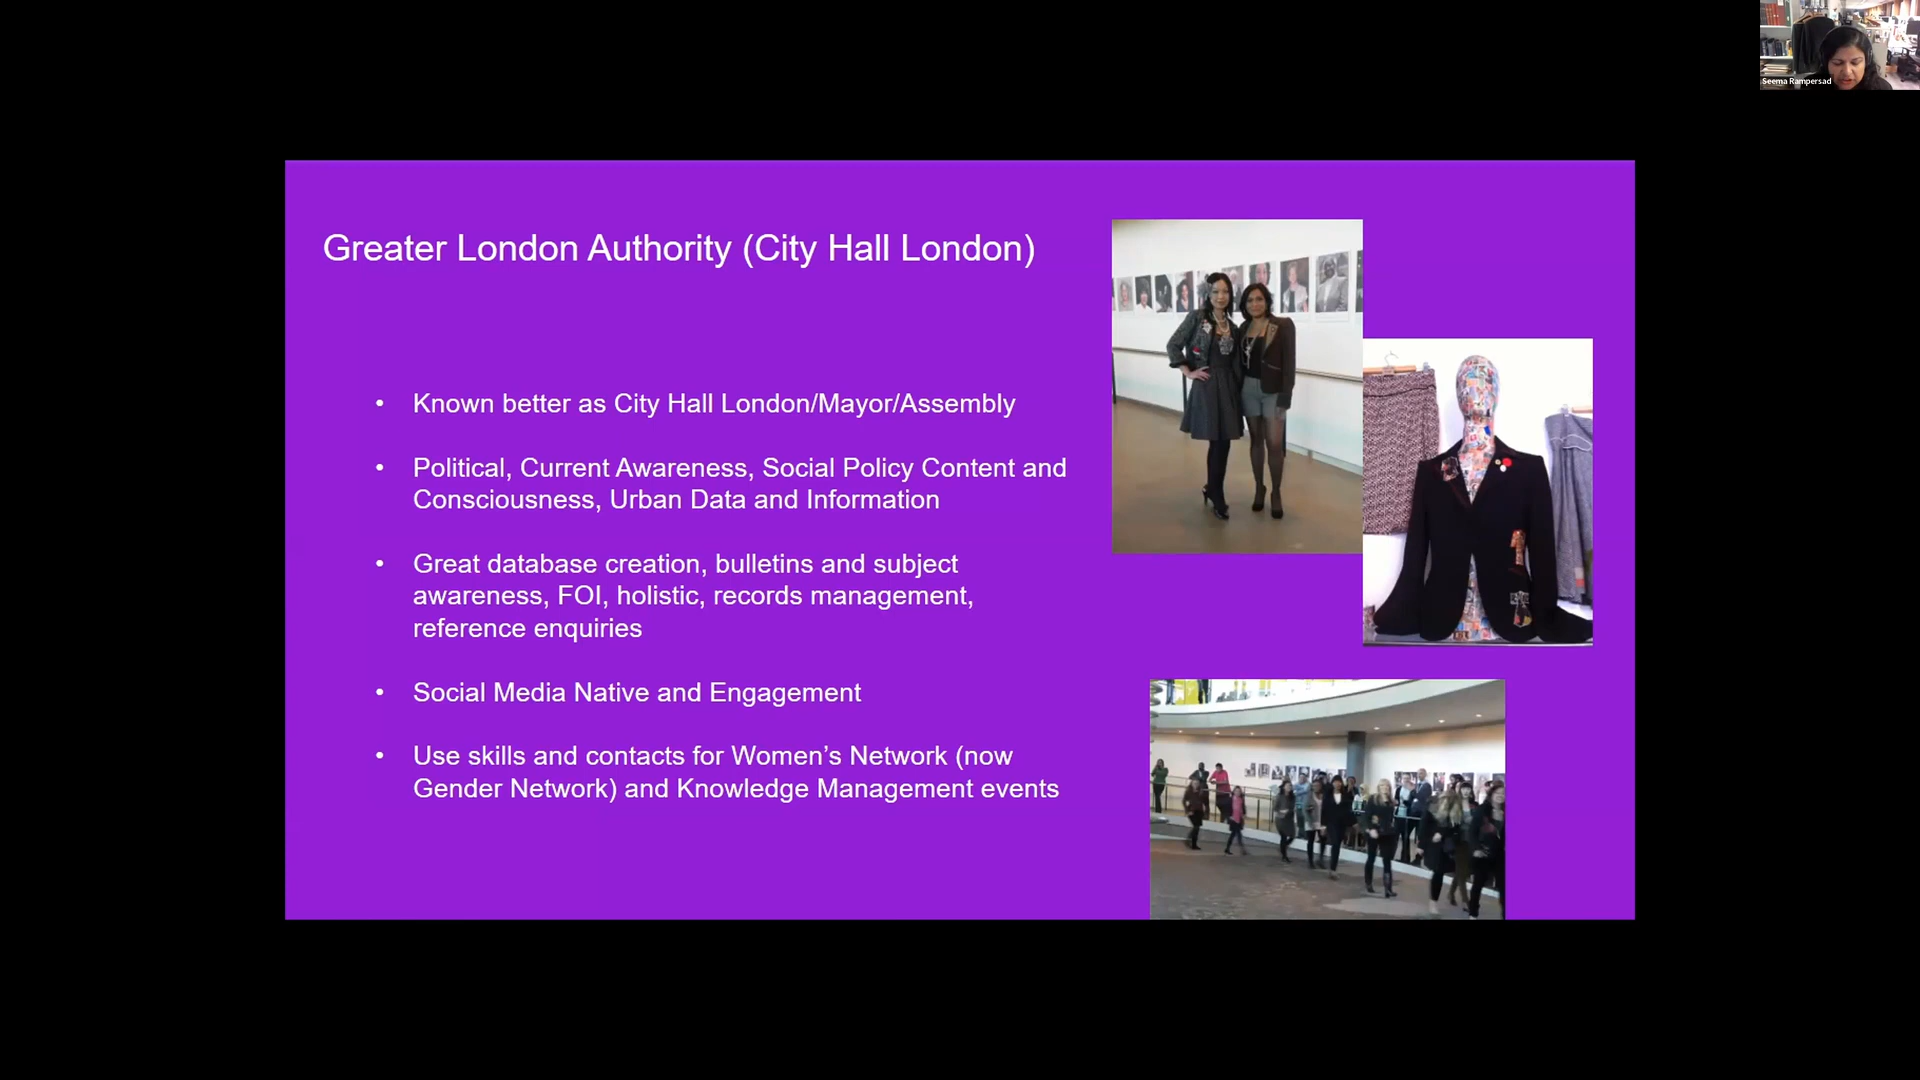 Seema Rampersad
Greater London Authority (City Hall London)
• Known better as City Hall London/Mayor/Assembly
• Political, Current Awareness, Social Policy Content and
Consciousness, Urban Data and Information
• Great database creation, bulletins and subject
awareness, FOI, holistic, records management,
reference enquiries
• Social Media Native and Engagement
• Use skills and contacts for Women’s Network (now
Gender Network) and Knowledge Management events